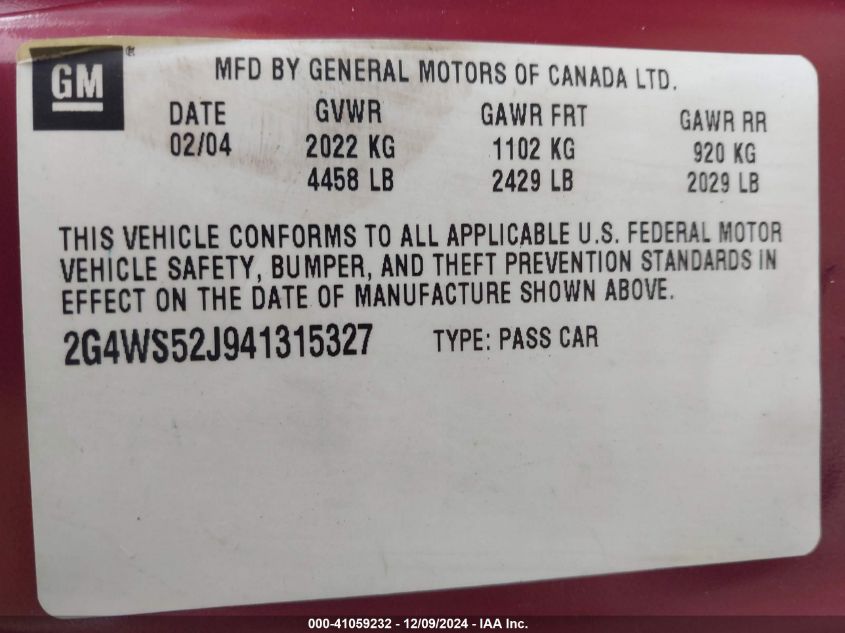 GM ®
MFD BY GENERAL MOTORS OF CANADA LTD.
DATE GVWR GAWR FRT GAWR RR
02/04 2022 KG 1102 KG 920 KG
4458 LB 2429 LB 2029 LB
THIS VEHICLE CONFORMS TO ALL APPLICABLE U.S. FEDERAL MOTOR
VEHICLE SAFETY, BUMPER, AND THEFT PREVENTION STANDARDS IN
EFFECT ON THE DATE OF MANUFACTURE SHOWN ABOVE.
2G4WS52J941315327 TYPE: PASS CAR
000-41059232 - 12/09/2024 - IAA Inc.